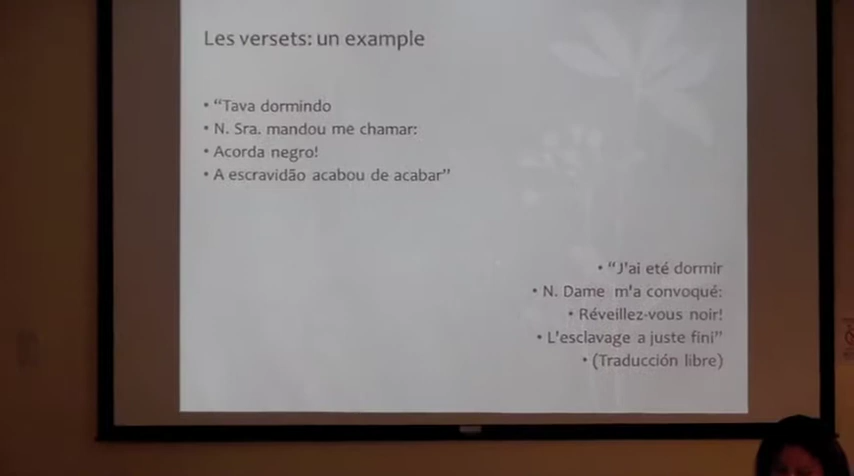 Les versets: un example
• “Tava dormindo
• N. Sra. mandou me chamar:
• Acorda negro!
• A escravidão acabou de acabar”
• “J'ai eté dormir
• N. Dame m'a convoqué:
• Réveillez-vous noir!
• L'esclavage a juste fini”
• (Traducción libre)